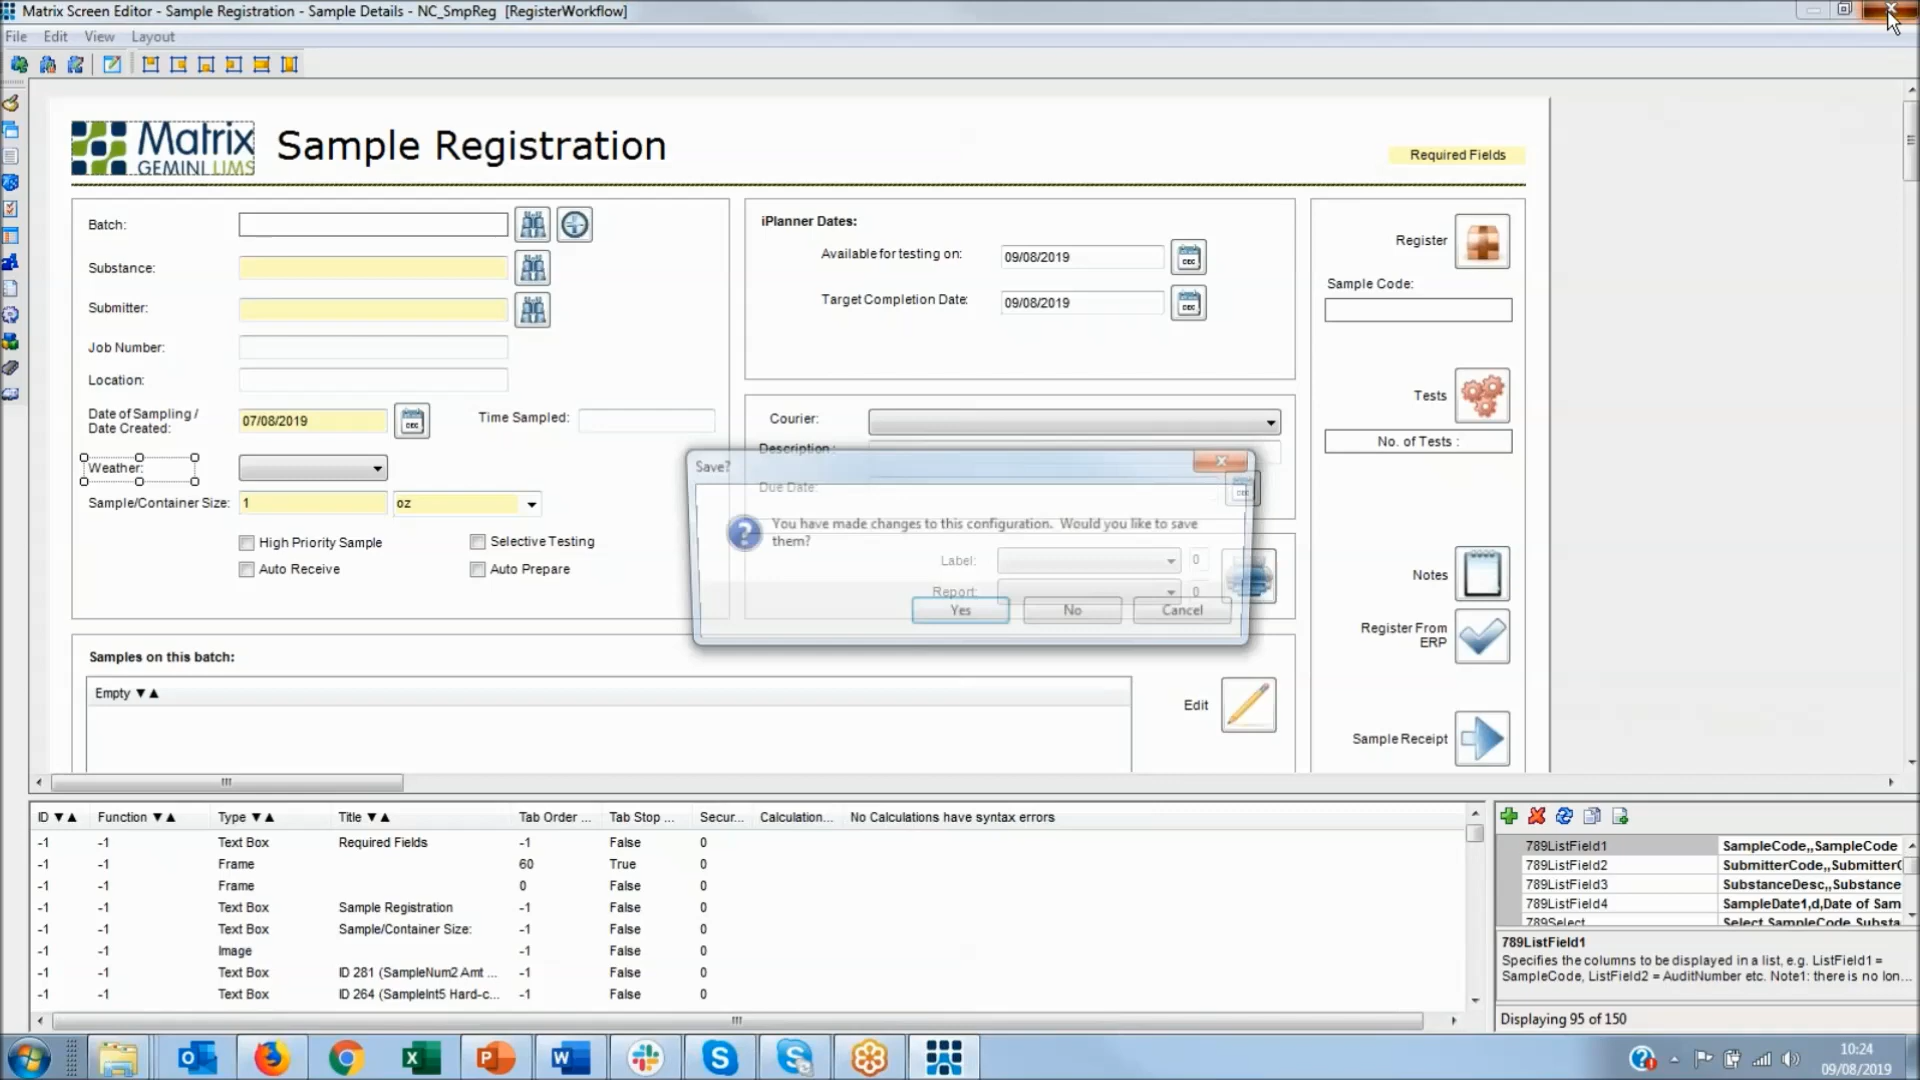 Matrix Screen Editor - Sample Registration - Sample Details - NC_SmpReg  [RegisterWorkflow]
File Edit View Layout
Matrix
GEMINI LIMS
Sample Registration
Required Fields
Batch:
Substance:
Submitter:
Job Number:
Location:
Date of Sampling /
Date Created:
07/08/2019
Time Sampled:
Weather:
Sample/Container Size:
1
oz
High Priority Sample
Selective Testing
Auto Receive
Auto Prepare
iPlanner Dates:
Available for testing on:
09/08/2019
Target Completion Date:
09/08/2019
Courier:
Description:
Due Date:
Save?
You have made changes to this configuration.  Would you like to save
them?
Label:
0
Report:
0
Yes
No
Cancel
Register
Sample Code:
Tests
No. of Tests :
Notes
Register From
ERP
Sample Receipt
Samples on this batch:
Empty
Edit
ID Function Type Title Tab Order ... Tab Stop ... Secur... Calculation... No Calculations have syntax errors
-1 -1 Text Box Required Fields -1 False 0
-1 -1 Frame 60 True 0
-1 -1 Frame 0 False 0
-1 -1 Text Box Sample Registration -1 False 0
-1 -1 Text Box Sample/Container Size: -1 False 0
-1 -1 Image -1 False 0
-1 -1 Text Box ID 281 (SampleNum2 Amt ... -1 False 0
-1 -1 Text Box ID 264 (SampleInt5 Hard-c... -1 False 0
789ListField1 SampleCode,,SampleCode
789ListField2 SubmitterCode,,Submitter
789ListField3 SubstanceDesc,,Substance
789ListField4 SampleDate1,d,Date of Sam
789Select Select SampleCode Substa
789ListField1
Specifies the columns to be displayed in a list, e.g. ListField1 =
SampleCode, ListField2 = AuditNumber etc. Note1: there is no lon...
Displaying 95 of 150
10:24
09/08/2019